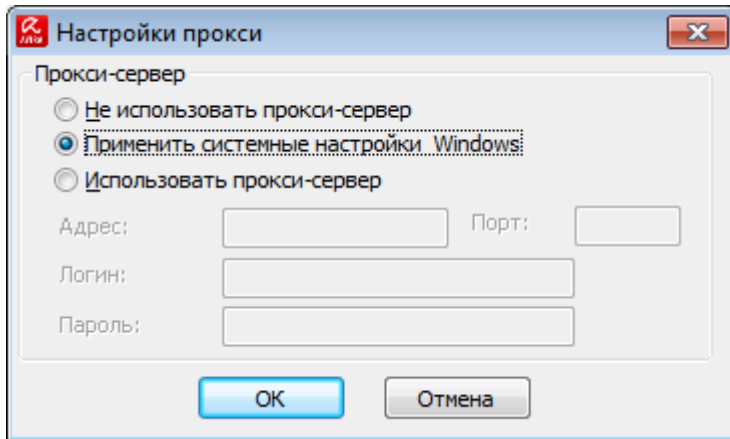 Настройки прокси
Прокси-сервер
Не использовать прокси-сервер
Применить системные настройки Windows
Использовать прокси-сервер
Адрес: Порт:
Логин:
Пароль:
OK Отмена